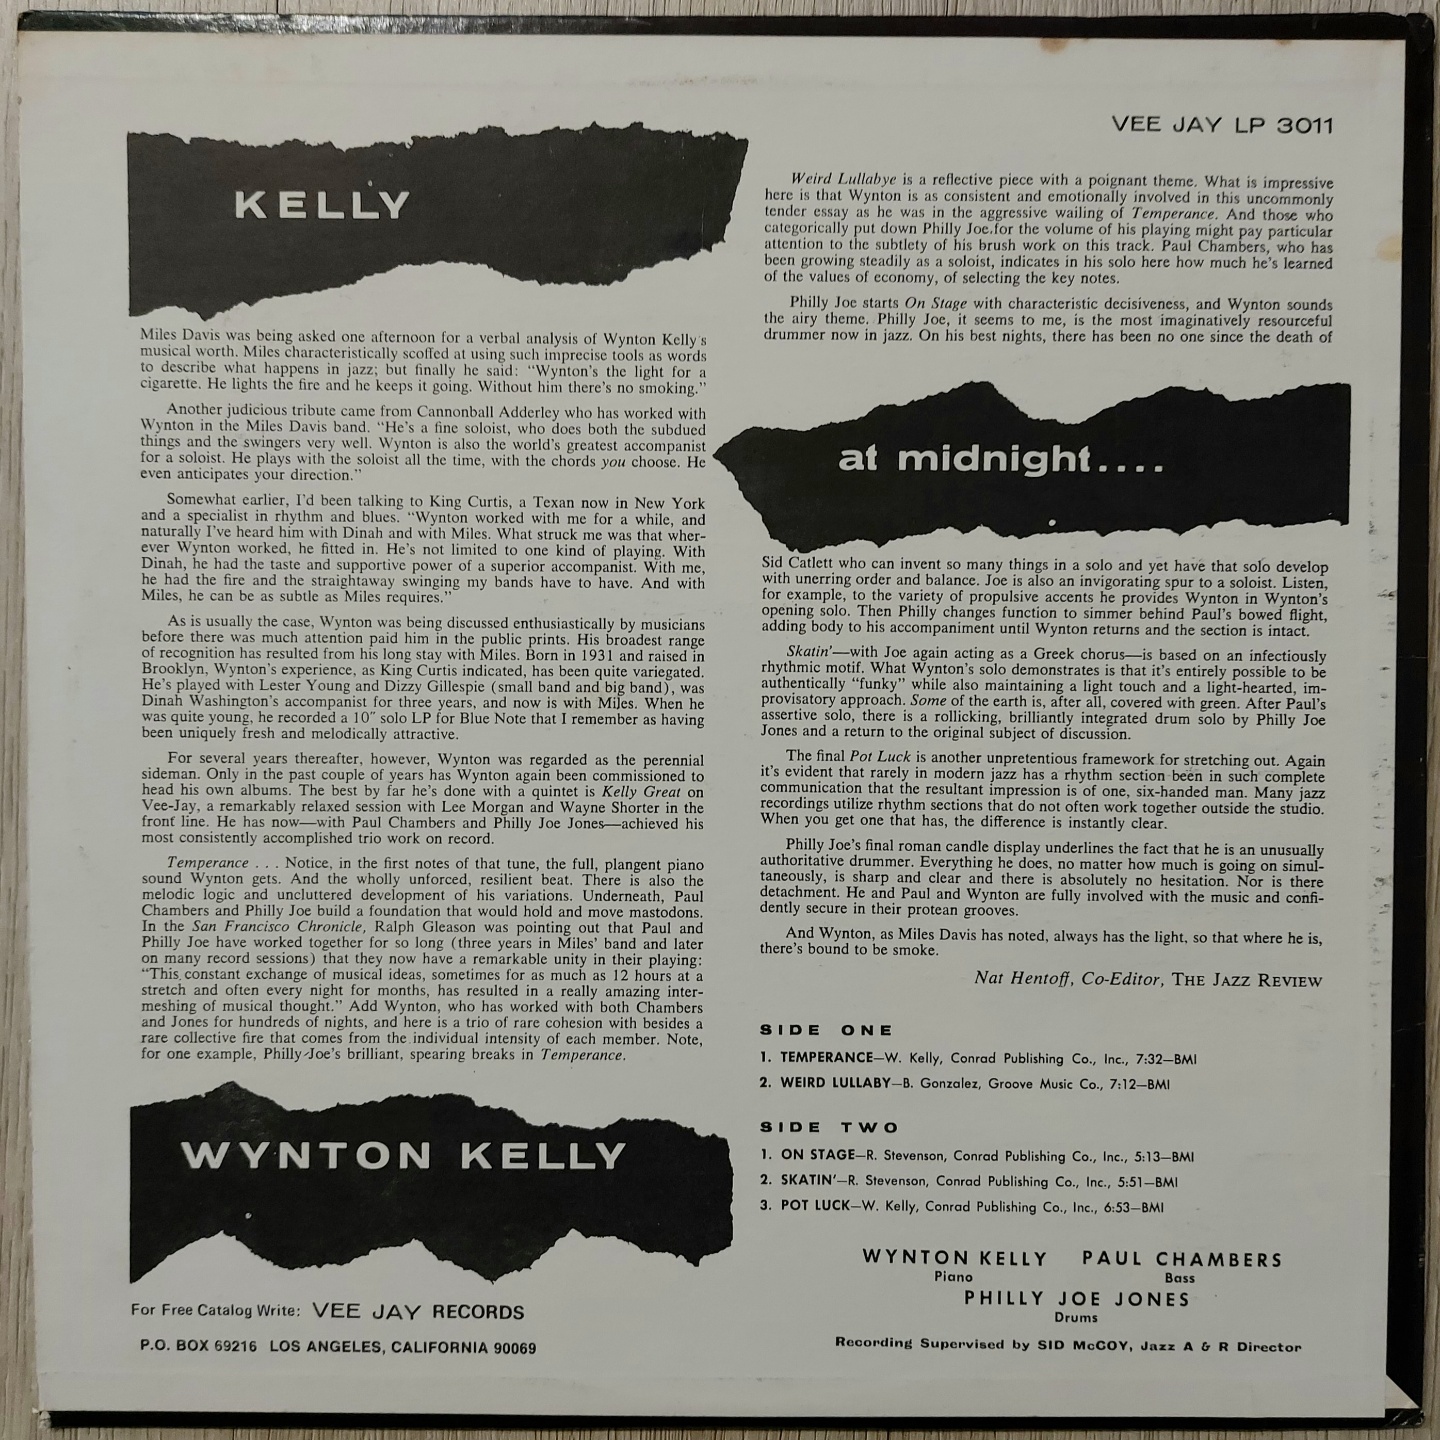 KELLY
Miles Davis was being asked one afternoon for a verbal analysis of Wynton Kelly's
musical worth. Miles characteristically scoffed at using such imprecise tools as words
to describe what happens in jazz; but finally he said: “Wynton's the light for a
cigarette. He lights the fire and he keeps it going. Without him there's no smoking.”
Another judicious tribute came from Cannonball Adderley who has worked with
Wynton in the Miles Davis band. “He's a fine soloist, who does both the subdued
things and the swingers very well. Wynton is also the world's greatest accompanist
for a soloist. He plays with the soloist all the time, with the chords you choose. He
even anticipates your direction.”
Somewhat earlier, I'd been talking to King Curtis, a Texan now in New York
and a specialist in rhythm and blues. “Wynton worked with me for a while, and
naturally I've heard him with Dinah and with Miles. What struck me was that wher-
ever Wynton worked, he fitted in. He's not limited to one kind of playing. With
Dinah, he had the taste and supportive power of a superior accompanist. With me,
he had the fire and the straightaway swinging my bands have to have. And with
Miles, he can be as subtle as Miles requires.”
As is usually the case, Wynton was being discussed enthusiastically by musicians
before there was much attention paid him in the public prints. His broadest range
of recognition has resulted from his long stay with Miles. Born in 1931 and raised in
Brooklyn, Wynton's experience, as King Curtis indicated, has been quite variegated.
He's played with Lester Young and Dizzy Gillespie (small band and big band), was
Dinah Washington's accompanist for three years, and now is with Miles. When he
was quite young, he recorded a 10″ solo LP for Blue Note that I remember as having
been uniquely fresh and melodically attractive.
For several years thereafter, however, Wynton was regarded as the perennial
sideman. Only in the past couple of years has Wynton again been commissioned to
head his own albums. The best by far he's done with a quintet is Kelly Great on
Vee-Jay, a remarkably relaxed session with Lee Morgan and Wayne Shorter in the
front line. He has now—with Paul Chambers and Philly Joe Jones—achieved his
most consistently accomplished trio work on record.
Temperance . . . Notice, in the first notes of that tune, the full, plangent piano
sound Wynton gets. And the wholly unforced, resilient beat. There is also the
melodic logic and uncluttered development of his variations. Underneath, Paul
Chambers and Philly Joe build a foundation that would hold and move mastodons.
In the San Francisco Chronicle, Ralph Gleason was pointing out that Paul and
Philly Joe have worked together for so long (three years in Miles' band and later
on many record sessions) that they now have a remarkable unity in their playing:
“This constant exchange of musical ideas, sometimes for as much as 12 hours at a
stretch and often every night for months, has resulted in a really amazing inter-
meshing of musical thought.” Add Wynton, who has worked with both Chambers
and Jones for hundreds of nights, and here is a trio of rare cohesion with besides a
rare collective fire that comes from the individual intensity of each member. Note,
for one example, Philly Joe's brilliant, spearing breaks in Temperance.
WYNTON KELLY
For Free Catalog Write: VEE JAY RECORDS
P.O. BOX 69216 LOS ANGELES, CALIFORNIA 90069
VEE JAY LP 3011
Weird Lullabye is a reflective piece with a poignant theme. What is impressive
here is that Wynton is as consistent and emotionally involved in this uncommonly
tender essay as he was in the aggressive wailing of Temperance. And those who
categorically put down Philly Joe.for the volume of his playing might pay particular
attention to the subtlety of his brush work on this track. Paul Chambers, who has
been growing steadily as a soloist, indicates in his solo here how much he's learned
of the values of economy, of selecting the key notes.
Philly Joe starts On Stage with characteristic decisiveness, and Wynton sounds
the airy theme. Philly Joe, it seems to me, is the most imaginatively resourceful
drummer now in jazz. On his best nights, there has been no one since the death of
at midnight....
Sid Catlett who can invent so many things in a solo and yet have that solo develop
with unerring order and balance. Joe is also an invigorating spur to a soloist. Listen,
for example, to the variety of propulsive accents he provides Wynton in Wynton's
opening solo. Then Philly changes function to simmer behind Paul's bowed flight,
adding body to his accompaniment until Wynton returns and the section is intact.
Skatin'—with Joe again acting as a Greek chorus—is based on an infectiously
rhythmic motif. What Wynton's solo demonstrates is that it's entirely possible to be
authentically “funky” while also maintaining a light touch and a light-hearted, im-
provisatory approach. Some of the earth is, after all, covered with green. After Paul's
assertive solo, there is a rollicking, brilliantly integrated drum solo by Philly Joe
Jones and a return to the original subject of discussion.
The final Pot Luck is another unpretentious framework for stretching out. Again
it's evident that rarely in modern jazz has a rhythm section been in such complete
communication that the resultant impression is of one, six-handed man. Many jazz
recordings utilize rhythm sections that do not often work together outside the studio.
When you get one that has, the difference is instantly clear.
Philly Joe's final roman candle display underlines the fact that he is an unusually
authoritative drummer. Everything he does, no matter how much is going on simul-
taneously, is sharp and clear and there is absolutely no hesitation. Nor is there
detachment. He and Paul and Wynton are fully involved with the music and confi-
dently secure in their protean grooves.
And Wynton, as Miles Davis has noted, always has the light, so that where he is,
there's bound to be smoke.
Nat Hentoff, Co-Editor, THE JAZZ REVIEW
SIDE ONE
1. TEMPERANCE—W. Kelly, Conrad Publishing Co., Inc., 7:32—BMI
2. WEIRD LULLABY—B. Gonzalez, Groove Music Co., 7:12—BMI
SIDE TWO
1. ON STAGE—R. Stevenson, Conrad Publishing Co., Inc., 5:13—BMI
2. SKATIN'—R. Stevenson, Conrad Publishing Co., Inc., 5:51—BMI
3. POT LUCK—W. Kelly, Conrad Publishing Co., Inc., 6:53—BMI
WYNTON KELLY PAUL CHAMBERS
Piano Bass
PHILLY JOE JONES
Drums
Recording Supervised by SID McCOY, Jazz A & R Director